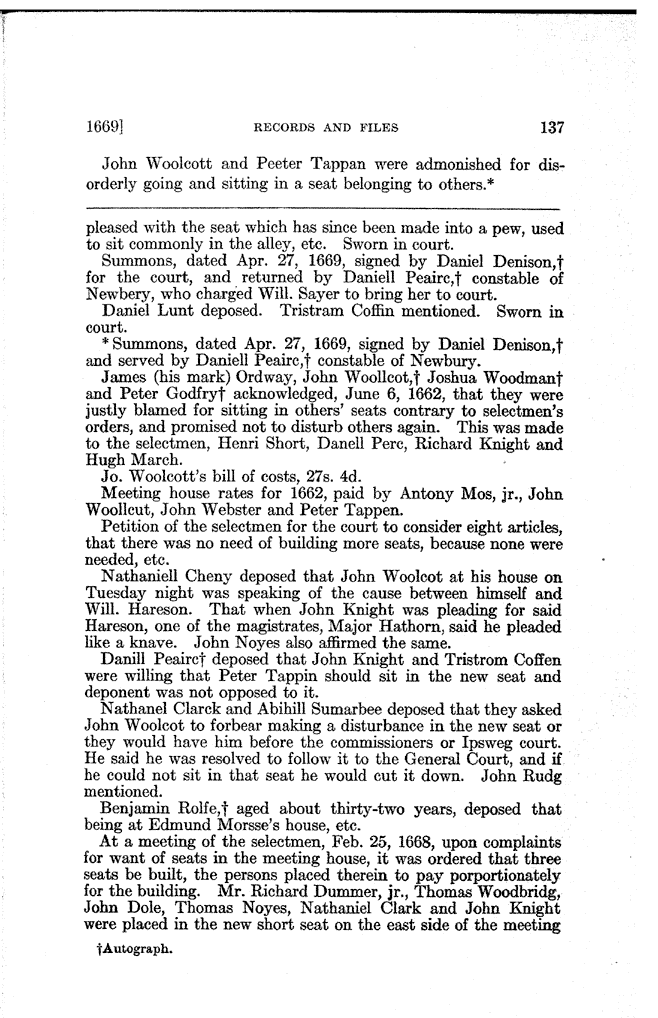 1669]	RECORDS AND FILES	137
John Woolcott and Peeter Tappan were admonished for dis-
orderly going and sitting in a seat belonging to others.*
pleased with the seat which has since been made into a pew, used
to sit commonly in the alley, etc. Sworn in court.
Summons, dated Apr. 27, 1669, signed by Daniel Denison,†
for the court, and returned by Daniell Peairc,† constable of
Newbery, who charged Will. Sayer to bring her to court.
Daniel Lunt deposed. Tristram Coffin mentioned. Sworn in
court.
* Summons, dated Apr. 27, 1669, signed by Daniel Denison,†
and served by Daniell Peairc,† constable of Newbury.
James (his mark) Ordway, John Woollcot,† Joshua Woodman†
and Peter Godfry† acknowledged, June 6, 1662, that they were
justly blamed for sitting in others' seats contrary to selectmen's
orders, and promised not to disturb others again. This was made
to the selectmen, Henri Short, Danell Perc, Richard Knight and
Hugh March.
Jo. Woolcott's bill of costs, 27s. 4d.
Meeting house rates for 1662, paid by Antony Mos, jr., John
Woollcut, John Webster and Peter Tappen.
Petition of the selectmen for the court to consider eight articles,
that there was no need of building more seats, because none were
needed, etc.
Nathaniell Cheny deposed that John Woolcot at his house on
Tuesday night was speaking of the cause between himself and
Will. Hareson. That when John Knight was pleading for said
Hareson, one of the magistrates, Major Hathorn, said he pleaded
like a knave. John Noyes also affirmed the same.
Danill Peairc† deposed that John Knight and Tristrom Coffen
were willing that Peter Tappin should sit in the new seat and
deponent was not opposed to it.
Nathanel Clarck and Abihill Sumarbee deposed that they asked
John Woolcot to forbear making a disturbance in the new seat or
they would have him before the commissioners or Ipsweg court.
He said he was resolved to follow it to the General Court, and if
he could not sit in that seat he would cut it down. John Rudg
mentioned.
Benjamin Rolfe,† aged about thirty-two years, deposed that
being at Edmund Morsse's house, etc.
At a meeting of the selectmen, Feb. 25, 1668, upon complaints
for want of seats in the meeting house, it was ordered that three
seats be built, the persons placed therein to pay porportionately
for the building. Mr. Richard Dummer, jr., Thomas Woodbridg,
John Dole, Thomas Noyes, Nathaniel Clark and John Knight
were placed in the new short seat on the east side of the meeting
†Autograph.